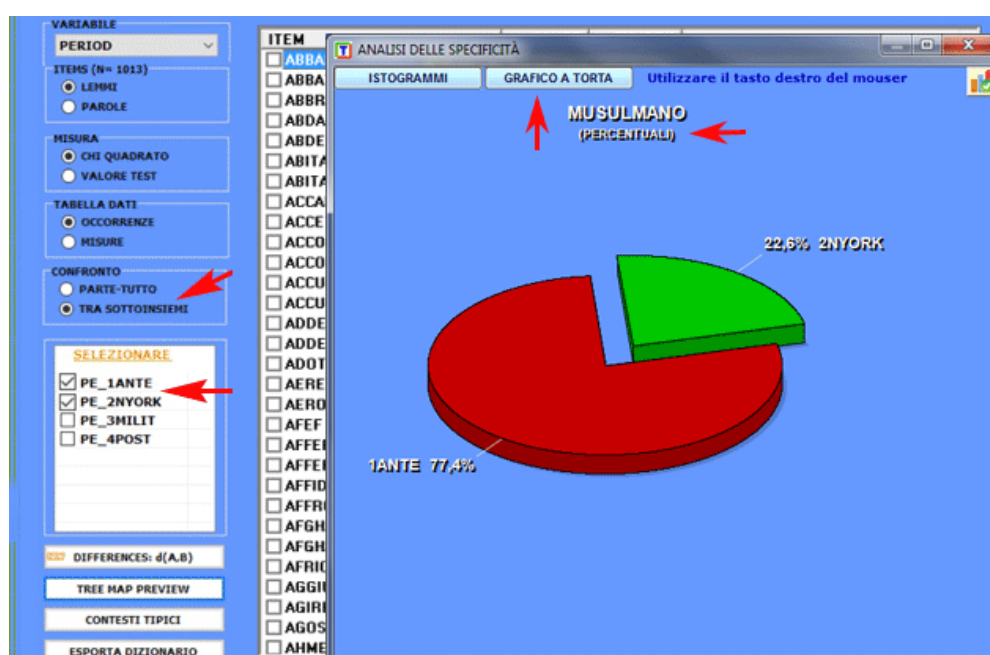 VARIABILE
PERIOD
ITEMS (N= 1013)
LEMMI
PAROLE
MISURA
CHI QUADRATO
VALORE TEST
TABELLA DATI
OCCORRENZE
MISURE
CONFRONTO
PARTE-TUTTO
TRA SOTTOINSIEMI
SELEZIONARE
PE_1ANTE
PE_2NYORK
PE_3MILIT
PE_4POST
DIFFERENCES: d(A,B)
TREE MAP PREVIEW
CONTESTI TIPICI
ESPORTA DIZIONARIO
ITEM
ABBA
ABBA
ABBR
ABDA
ABDE
ABITA
ABITA
ACCA
ACCE
ACCO
ACCO
ACCU
ACCU
ADDE
ADDE
ADOT
AERE
AERO
AFEF
AFFE
AFFE
AFFID
AFFR
AFGH
AFGH
AFRIC
AGGI
AGIRI
AGOS
AHME
ANALISI DELLE SPECIFICITÀ
ISTOGRAMMI
GRAFICO A TORTA
Utilizzare il tasto destro del mouser
MUSULMANO
(PERCENTUALI)
22,6% 2NYORK
1ANTE 77,4%